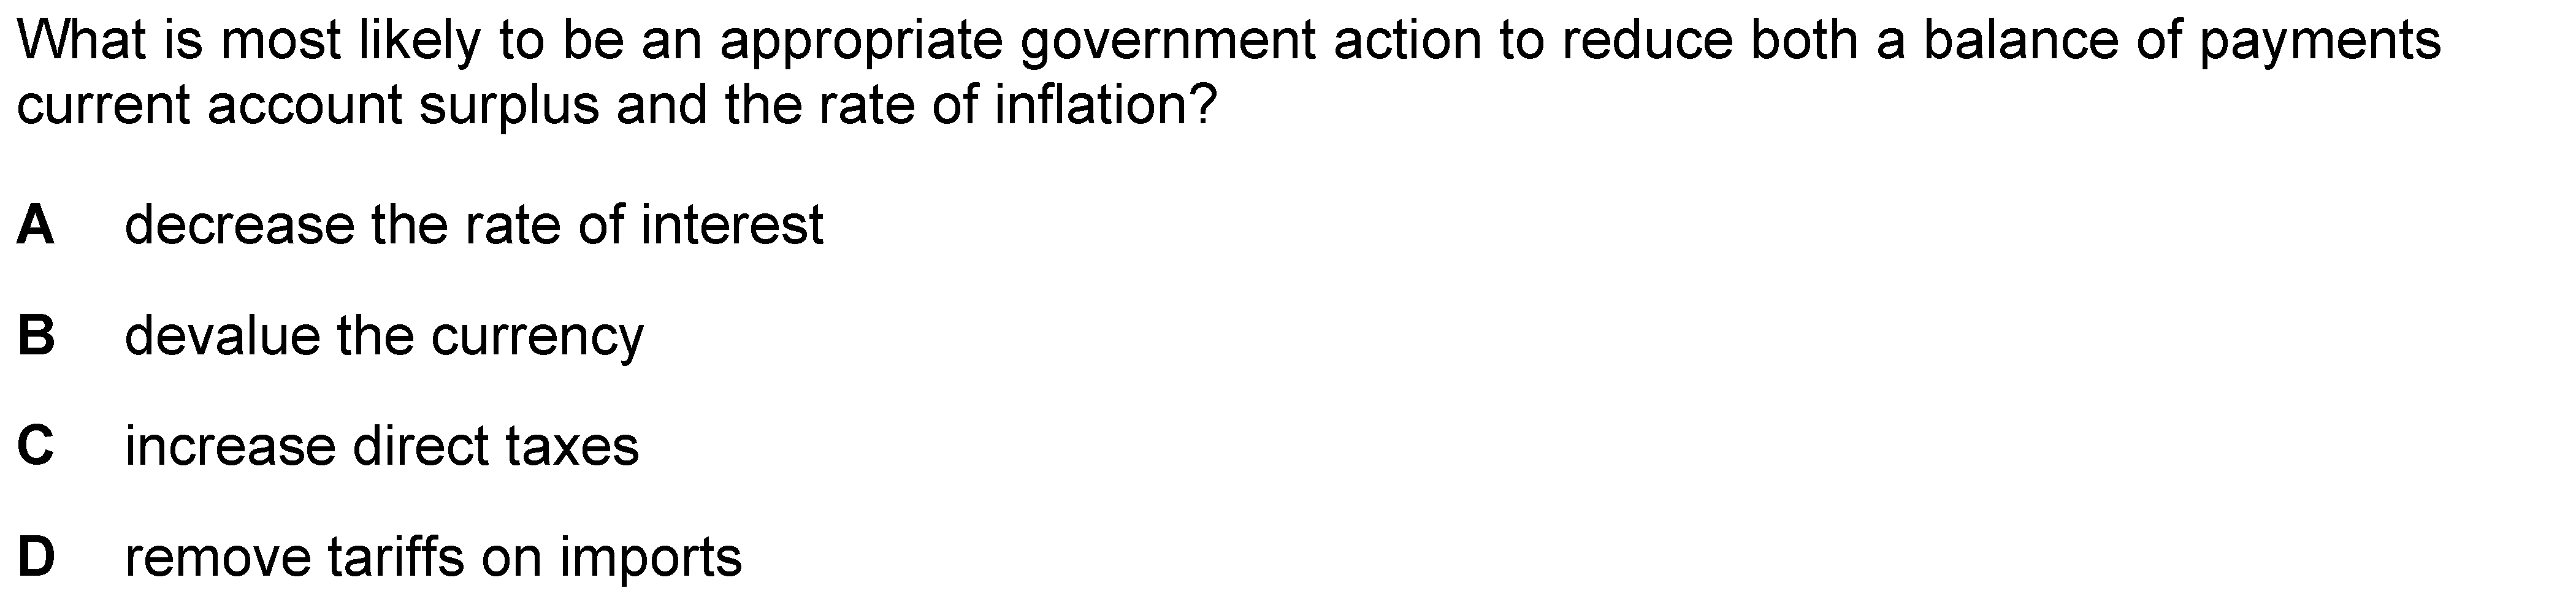 What is most likely to be an appropriate government action to reduce both a balance of payments
current account surplus and the rate of inflation?
A decrease the rate of interest
B devalue the currency
C increase direct taxes
D remove tariffs on imports